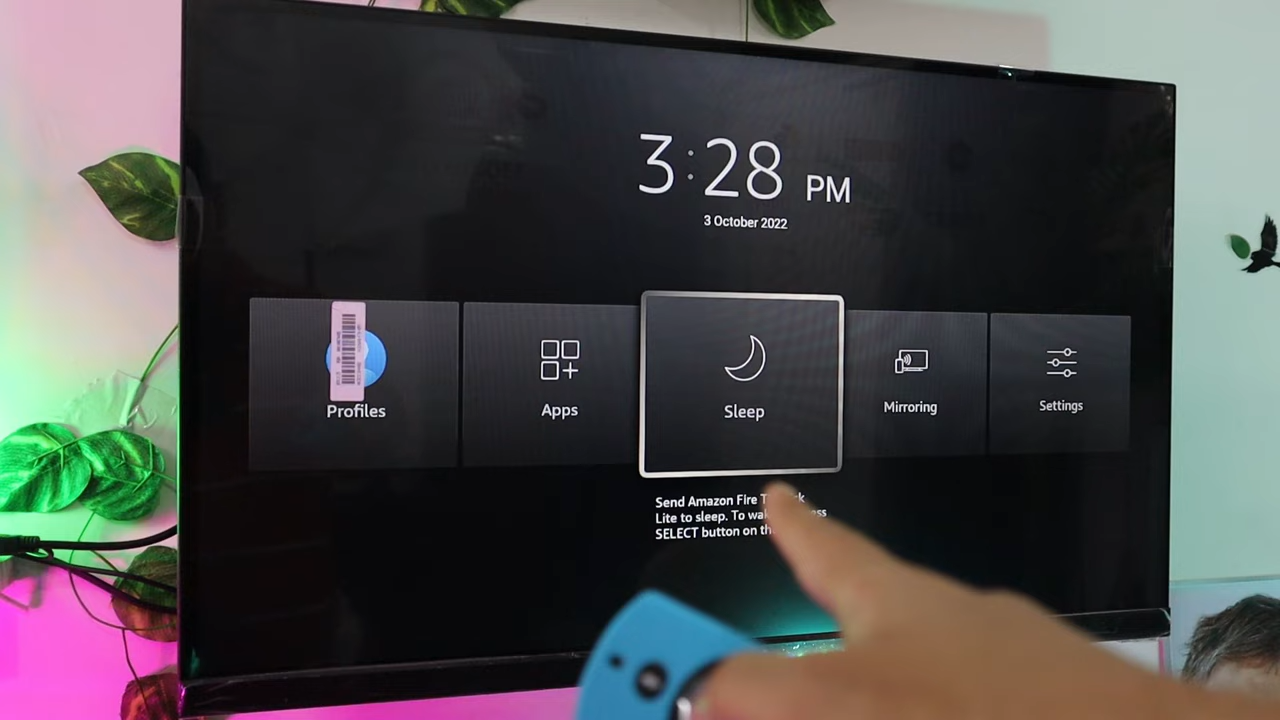 3:28 PM
3 October 2022
Profiles
Apps
Sleep
Mirroring
Settings
Send Amazon Fire
Lite to sleep. To
SELECT button on